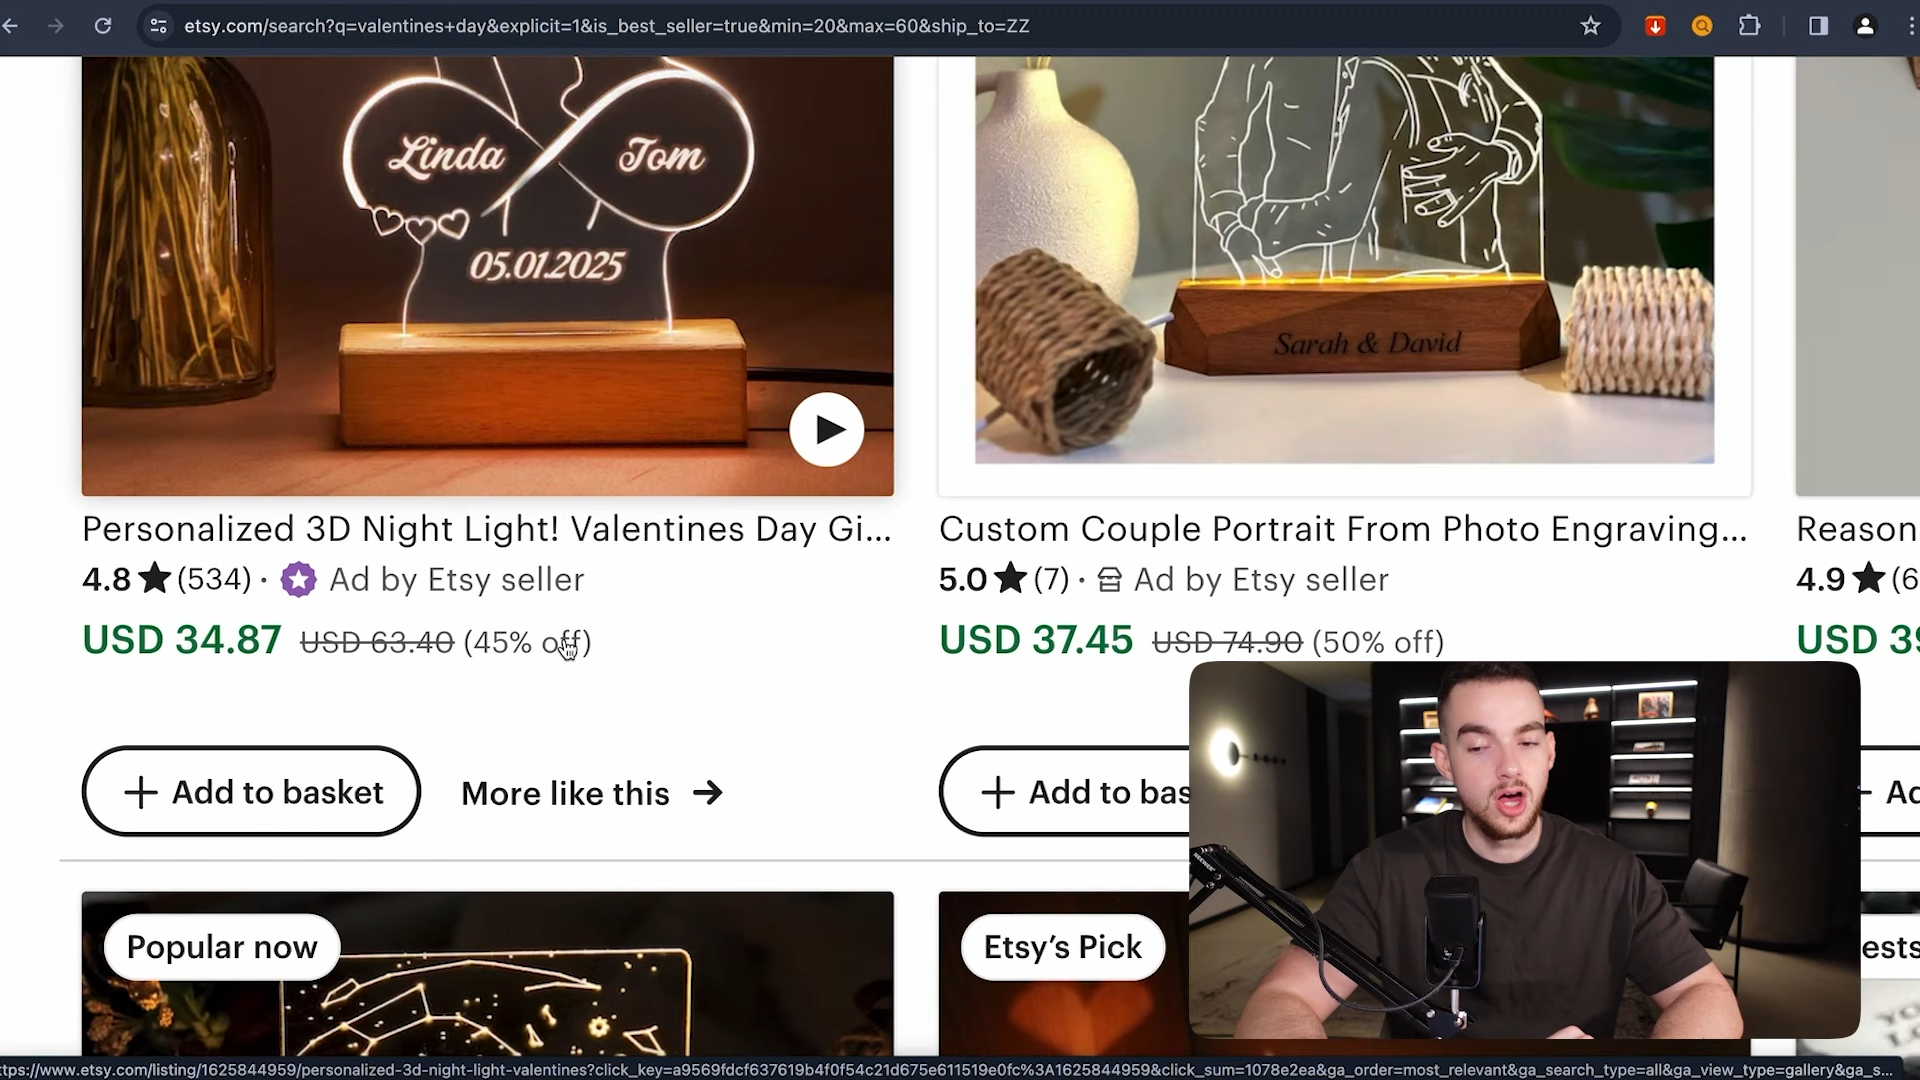 etsy.com/search?q=valentines+day&explicit=1&is_best_seller=true&min=20&max=60&ship_to=ZZ
Linda
Tom
05.01.2025
Sarah & David
Personalized 3D Night Light! Valentines Day Gi...
4.8 ★ (534) · Ad by Etsy seller
USD 34.87 USD 63.40 (45% off)
+ Add to basket
More like this →
Custom Couple Portrait From Photo Engraving...
5.0 ★ (7) · Ad by Etsy seller
USD 37.45 USD 74.90 (50% off)
+ Add to bas
Reason
4.9 ★ (6
USD 39
Popular now
Etsy's Pick
ests
ttps://www.etsy.com/listing/1625844959/personalized-3d-night-light-valentines?click_key=a9569fdcf637619b4f0f54c21d675e611519e0fc%3A1625844959&click_sum=1078e2ea&ga_order=most_relevant&ga_search_type=all&ga_view_type=gallery&ga_s...